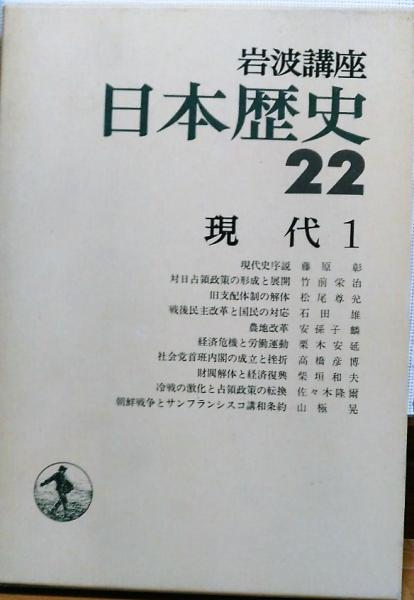 岩波講座
日本歴史
22
現代1
現代史序説 藤原彰
対日占領政策の形成と展開 竹前栄治
旧支配体制の解体 松尾尊兊
戦後民主改革と国民の対応 石田雄
農地改革 安孫子麟
経済危機と労働運動 栗木安延
社会党首班内閣の成立と挫折 高橋彦博
財閥解体と経済復興 柴垣和夫
冷戦の激化と占領政策の転換 佐々木隆爾
朝鮮戦争とサンフランシスコ講和条約 山極晃